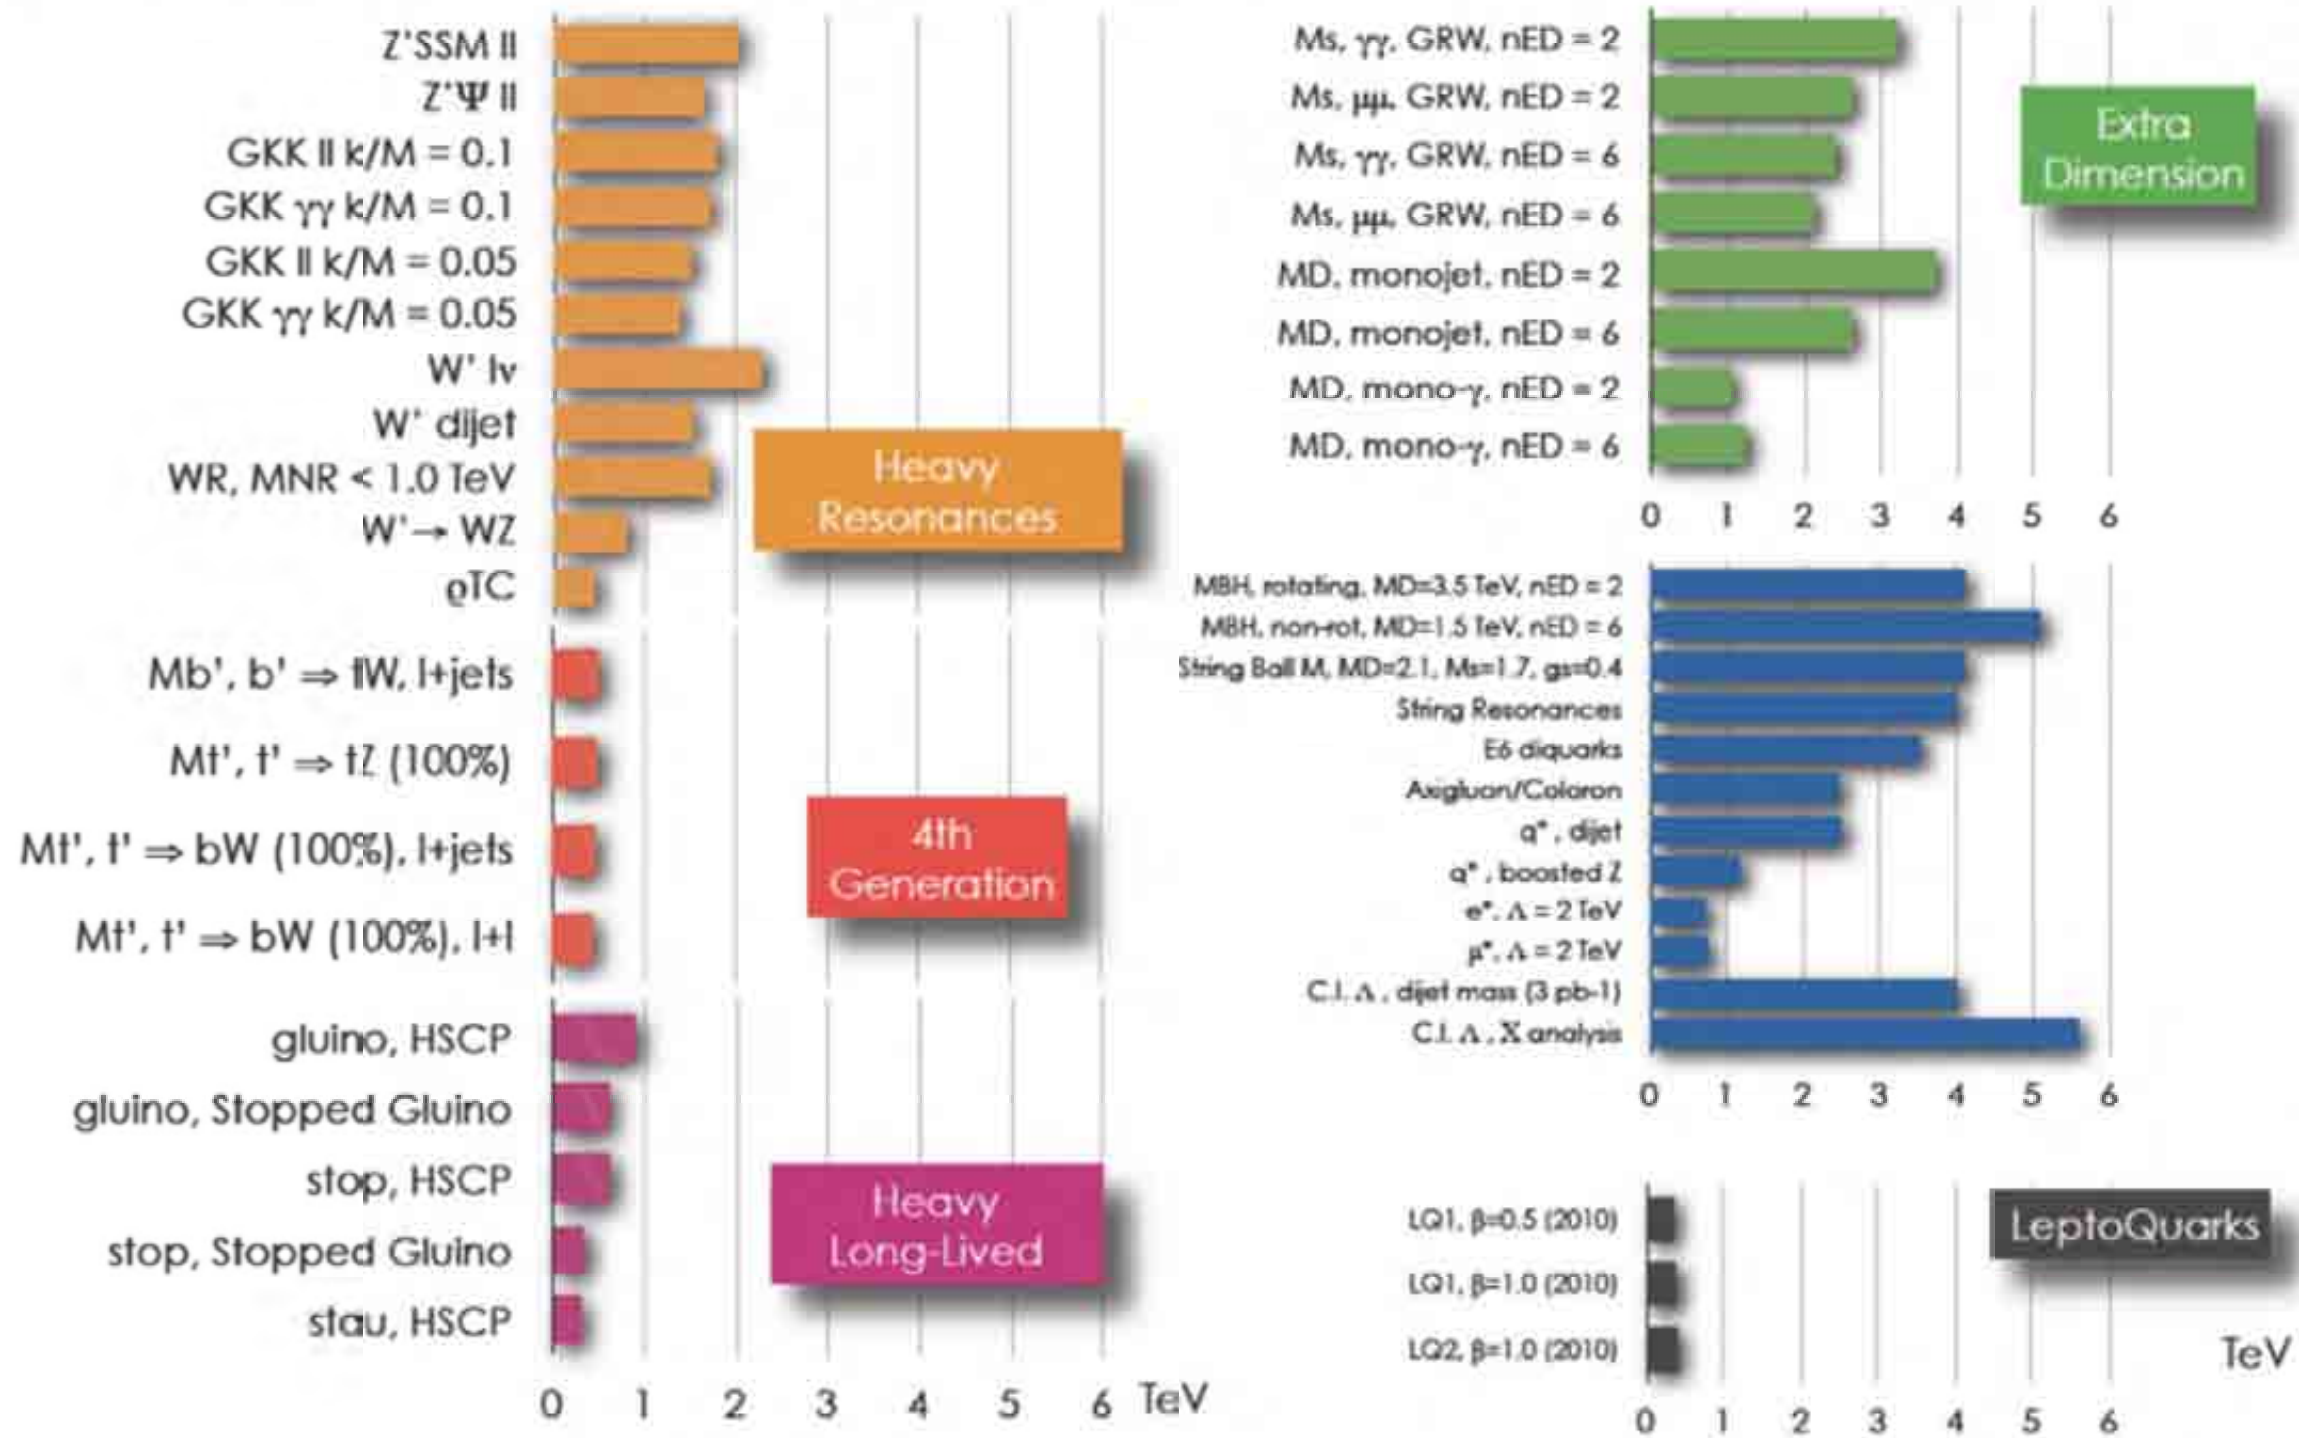 Z'SSM ll
Z'Ψ ll
GKK ll k/M = 0.1
GKK γγ k/M = 0.1
GKK ll k/M = 0.05
GKK γγ k/M = 0.05
W' lν
W' dijet
WR, MNR < 1.0 TeV
W'→ WZ
ϱTC
Heavy
Resonances
Mb', b' ⇒ tW, l+jets
Mt', t' ⇒ tZ (100%)
Mt', t' ⇒ bW (100%), l+jets
Mt', t' ⇒ bW (100%), l+l
4th
Generation
gluino, HSCP
gluino, Stopped Gluino
stop, HSCP
stop, Stopped Gluino
stau, HSCP
Heavy
Long-Lived
0 1 2 3 4 5 6 TeV
Ms, γγ, GRW, nED = 2
Ms, μμ, GRW, nED = 2
Ms, γγ, GRW, nED = 6
Ms, μμ, GRW, nED = 6
MD, monojet, nED = 2
MD, monojet, nED = 6
MD, mono-γ, nED = 2
MD, mono-γ, nED = 6
Extra
Dimension
0 1 2 3 4 5 6
MBH, rotating, MD=3.5 TeV, nED = 2
MBH, non-rot, MD=1.5 TeV, nED = 6
String Ball M, MD=2.1, Ms=1.7, gs=0.4
String Resonances
E6 diquarks
Axigluon/Coloron
q*, dijet
q*, boosted Z
e*, Λ = 2 TeV
μ*, Λ = 2 TeV
C.I. Λ, dijet mass (3 pb-1)
C.I. Λ, X analysis
0 1 2 3 4 5 6
LQ1, β=0.5 (2010)
LQ1, β=1.0 (2010)
LQ2, β=1.0 (2010)
LeptoQuarks
TeV
0 1 2 3 4 5 6